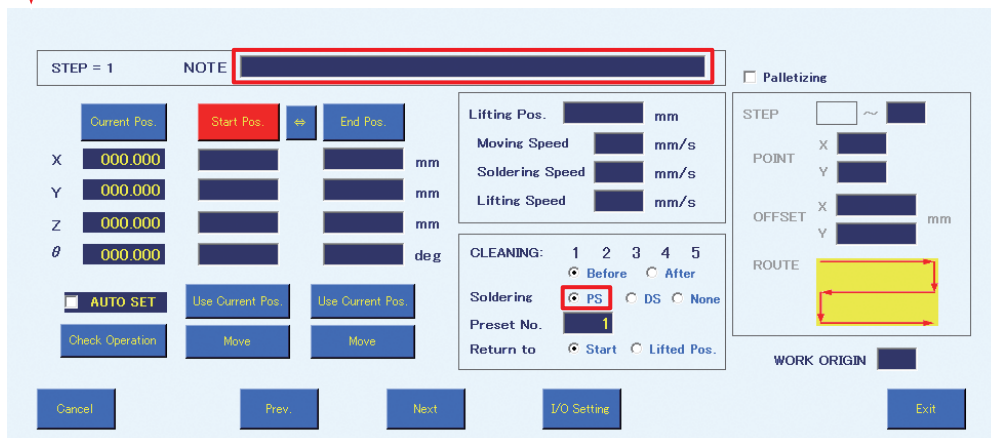 STEP = 1 NOTE
Palletizing
Current Pos. Start Pos. ⇔ End Pos.
X 000.000 mm
Y 000.000 mm
Z 000.000 mm
θ 000.000 deg
AUTO SET Use Current Pos. Use Current Pos.
Check Operation Move Move
Lifting Pos. mm
Moving Speed mm/s
Soldering Speed mm/s
Lifting Speed mm/s
CLEANING: 1 2 3 4 5
Before After
Soldering PS DS None
Preset No. 1
Return to Start Lifted Pos.
STEP ~
POINT X
Y
OFFSET X
Y mm
ROUTE
WORK ORIGIN
Cancel Prev. Next I/O Setting Exit